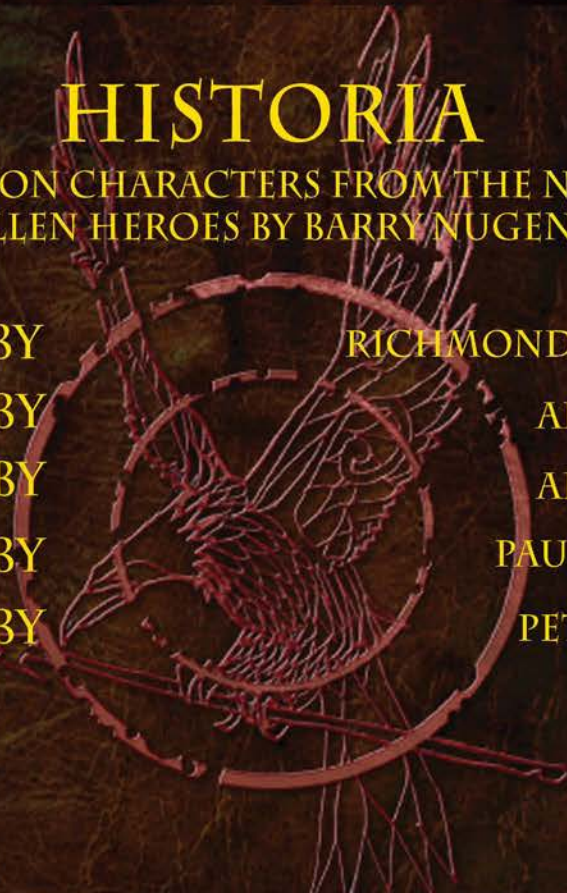 HISTORIA
ON CHARACTERS FROM THE N
LLEN HEROES BY BARRY NUGEN
BY RICHMOND
BY A
BY A
BY PAU
BY PET